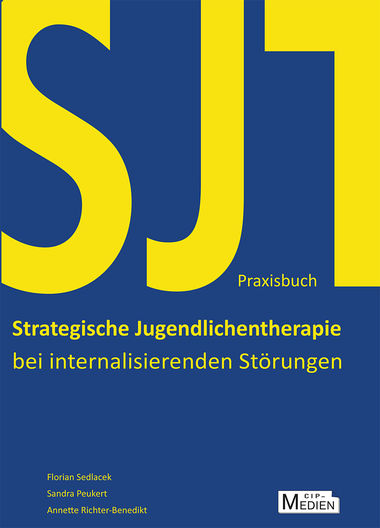 SJT
Praxisbuch
Strategische Jugendlichentherapie
bei internalisierenden Störungen
Florian Sedlacek
Sandra Peukert
Annette Richter-Benedikt
CIP-
MEDIEN